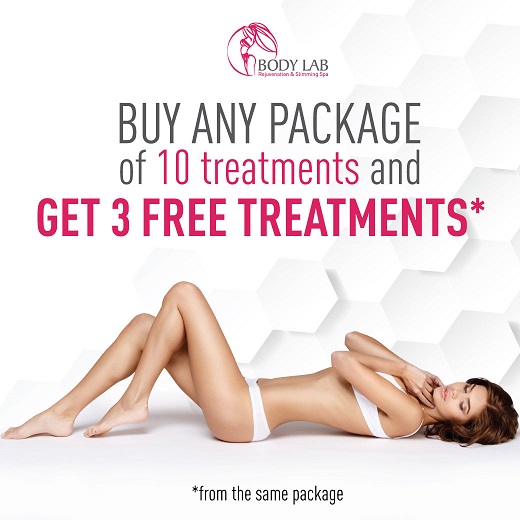 BODY LAB
Rejuvenation & Slimming Spa
BUY ANY PACKAGE
of 10 treatments and
GET 3 FREE TREATMENTS*
*from the same package